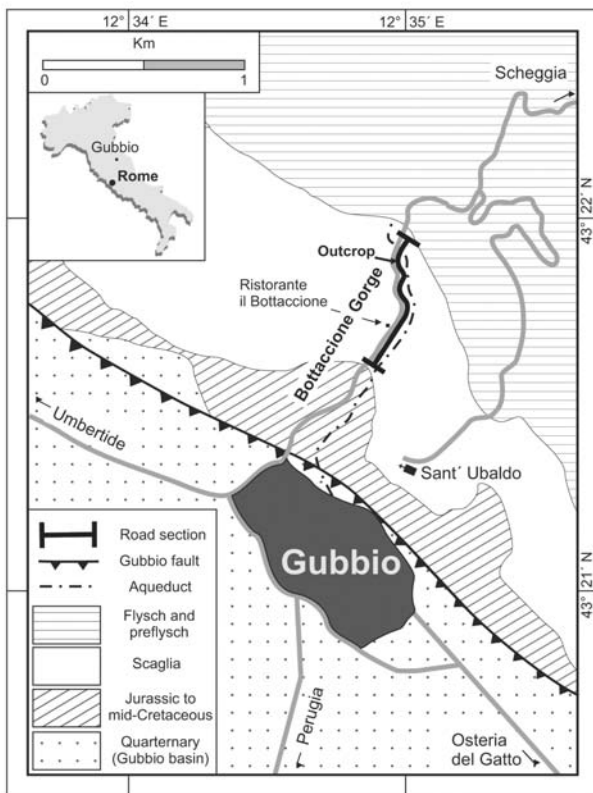 12° 34´ E
12° 35´ E
Km
0
1
Scheggia
Gubbio
Rome
43° 22´ N
Outcrop
Ristorante
il Bottaccione
Bottaccione Gorge
Umbertide
Sant´ Ubaldo
Gubbio
43° 21´ N
Road section
Gubbio fault
Aqueduct
Flysch and
preflysch
Scaglia
Jurassic to
mid-Cretaceous
Quarternary
(Gubbio basin)
Perugia
Osteria
del Gatto